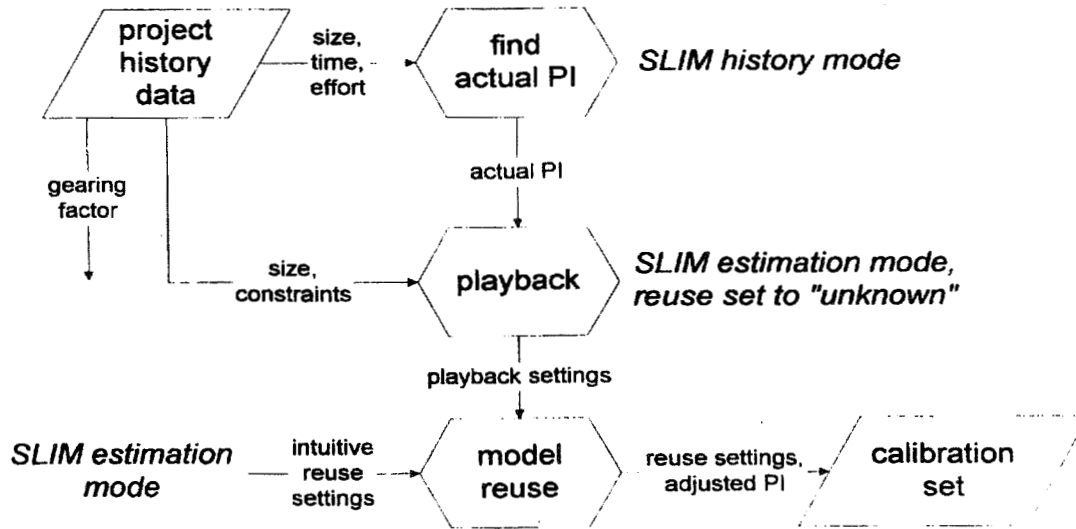 project
history
data
size,
time,
effort
find
actual PI
SLIM history mode
gearing
factor
actual PI
size,
constraints
playback
SLIM estimation mode,
reuse set to "unknown"
playback settings
SLIM estimation
mode
intuitive
reuse
settings
model
reuse
reuse settings,
adjusted PI
calibration
set